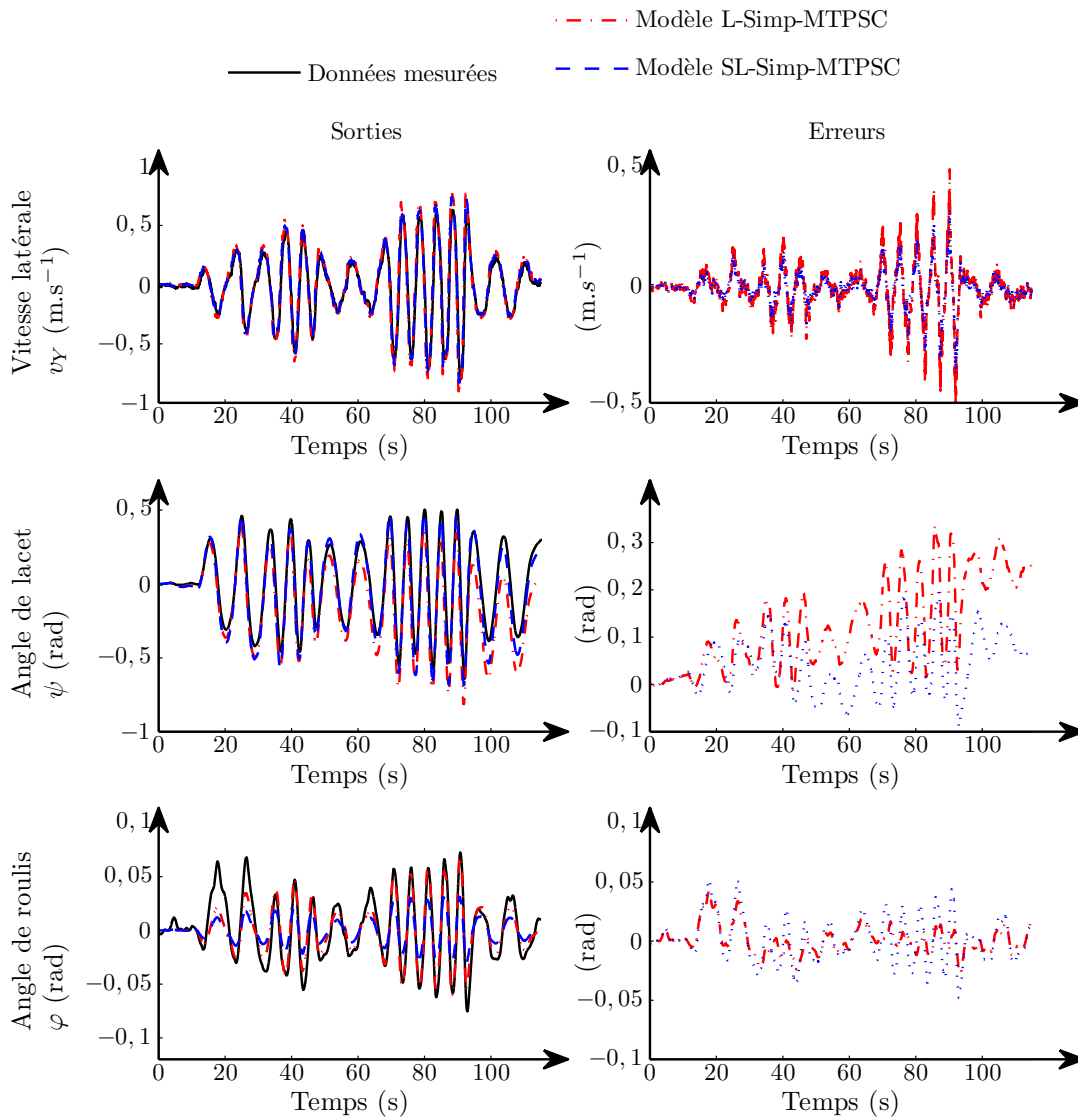 Modèle L-Simp-MTPSC
Données mesurées
Modèle SL-Simp-MTPSC
Sorties
Erreurs
Vitesse latérale
v_Y (m.s⁻¹)
1
0, 5
0
−0, 5
−1
0 20 40 60 80 100
Temps (s)
(m.s⁻¹)
0, 5
0
−0, 5
0 20 40 60 80 100
Temps (s)
Angle de lacet
ψ (rad)
0, 5
0
−0, 5
−1
0 20 40 60 80 100
Temps (s)
(rad)
0, 3
0, 2
0, 1
0
−0, 1
0 20 40 60 80 100
Temps (s)
Angle de roulis
φ (rad)
0, 1
0, 05
0
−0, 05
−0, 1
0 20 40 60 80 100
Temps (s)
(rad)
0, 1
0, 05
0
−0, 05
−0, 1
0 20 40 60 80 100
Temps (s)